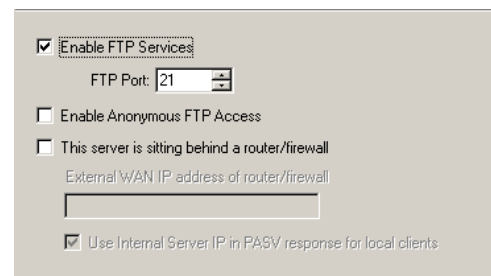 Enable FTP Services
FTP Port: 21
Enable Anonymous FTP Access
This server is sitting behind a router/firewall
External WAN IP address of router/firewall
Use Internal Server IP in PASV response for local clients